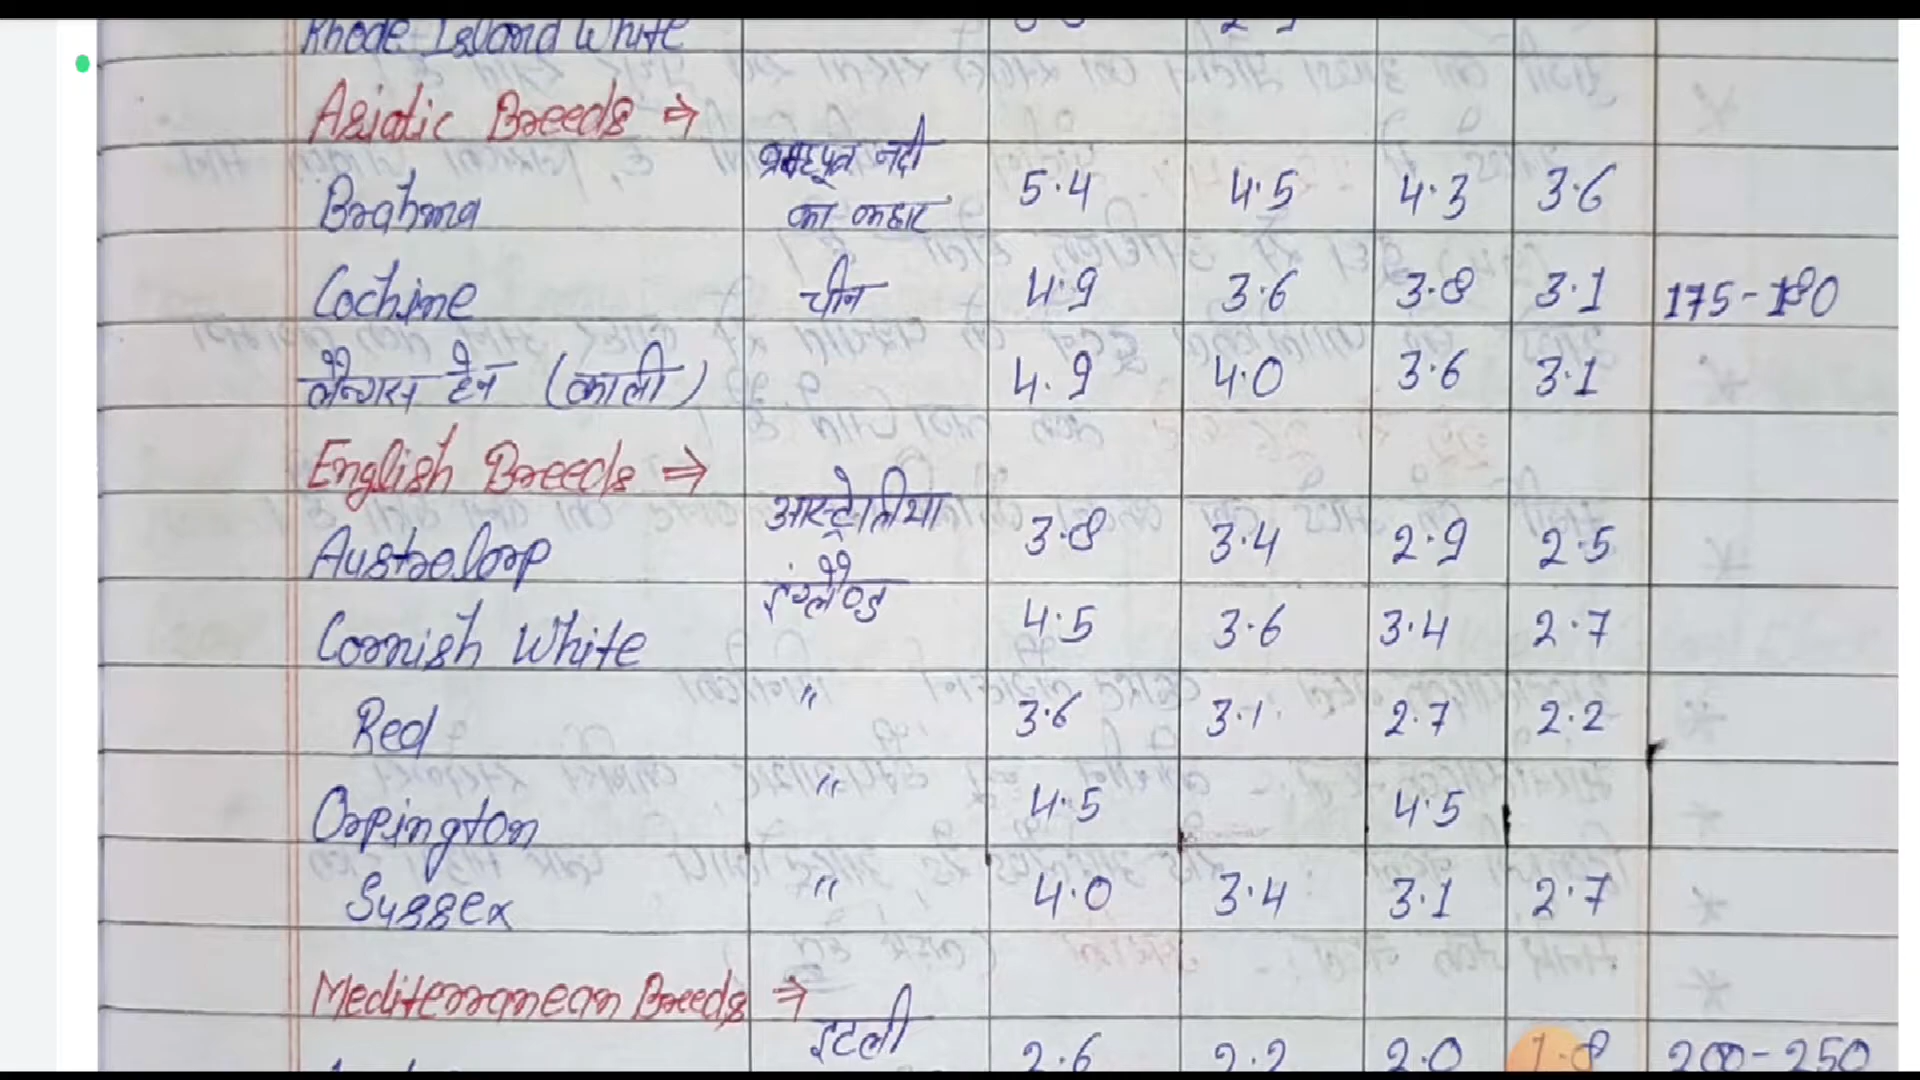 Rhode Island White
Asiatic Breeds ⇒
Brahma ब्रह्मपुत्र नदी का कछार 5.4 4.5 4.3 3.6
Cochine चीन 4.9 3.6 3.8 3.1 175-180
(काली) 4.9 4.0 3.6 3.1
English Breeds ⇒
Austrolorp आस्ट्रेलिया 3.8 3.4 2.9 2.5
Cornish White इंग्लैण्ड 4.5 3.6 3.4 2.7
Red " 3.6 3.1 2.7 2.2
Orpington " 4.5 4.5
Sussex " 4.0 3.4 3.1 2.7
Mediterranean Breeds ⇒
इटली 2.6 2.2 2.0 1.8 200-250